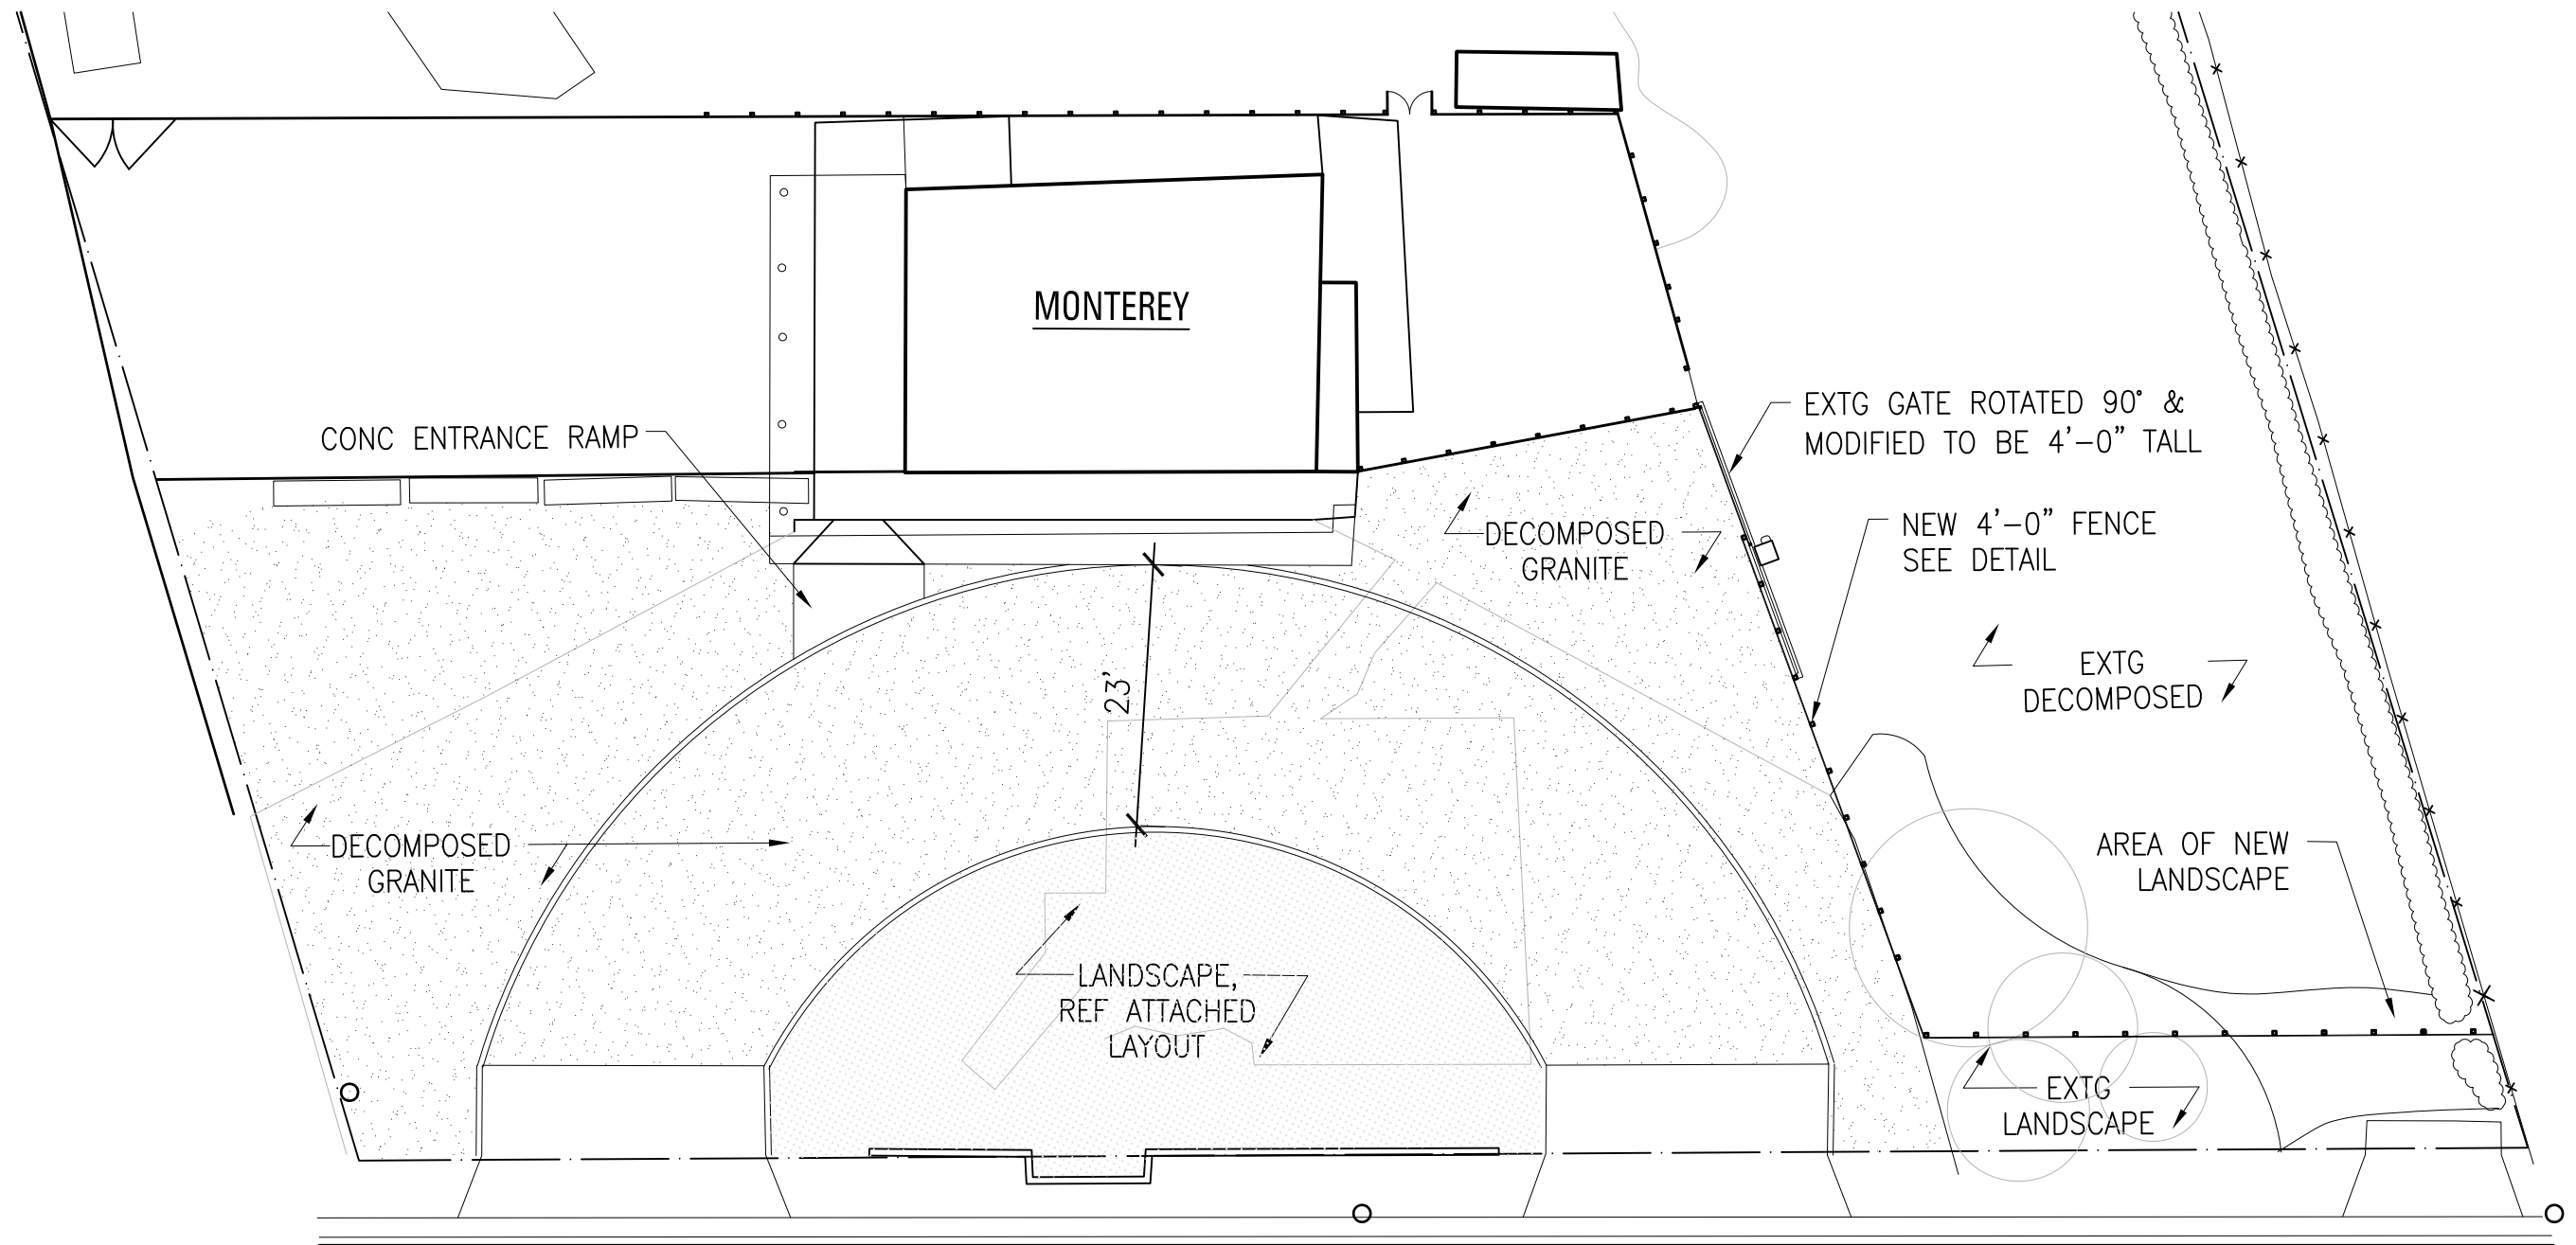 MONTEREY
CONC ENTRANCE RAMP
EXTG GATE ROTATED 90° &
MODIFIED TO BE 4'-0" TALL
DECOMPOSED
GRANITE
NEW 4'-0" FENCE
SEE DETAIL
EXTG
DECOMPOSED
23'
DECOMPOSED
GRANITE
AREA OF NEW
LANDSCAPE
LANDSCAPE,
REF ATTACHED
LAYOUT
EXTG
LANDSCAPE